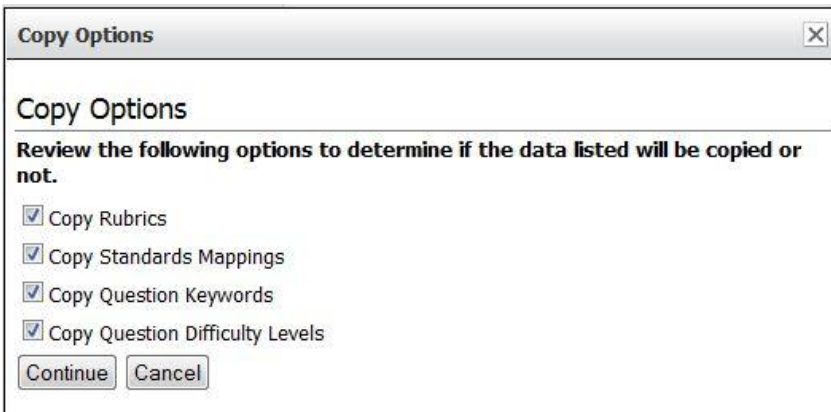 Copy Options
Copy Options
Review the following options to determine if the data listed will be copied or
not.
Copy Rubrics
Copy Standards Mappings
Copy Question Keywords
Copy Question Difficulty Levels
Continue Cancel